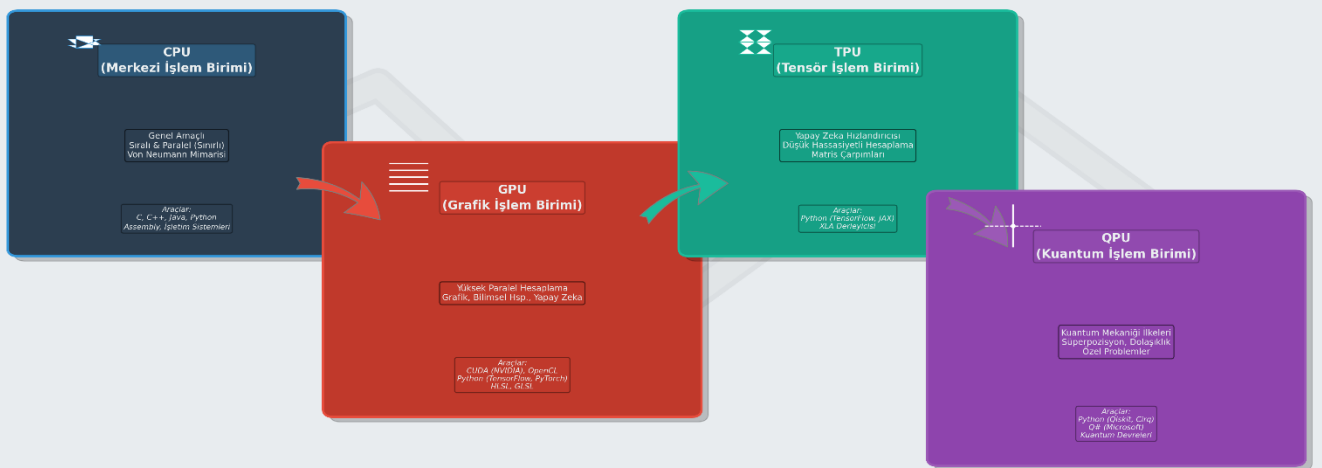 CPU
(Merkezi İşlem Birimi)
Genel Amaçlı
Sıralı & Paralel (Sınırlı)
Von Neumann Mimarisi
Araçlar:
C, C++, Java, Python
Assembly, İşletim Sistemleri
GPU
(Grafik İşlem Birimi)
Yüksek Paralel Hesaplama
Grafik, Bilimsel Hsp., Yapay Zeka
Araçlar:
CUDA (NVIDIA), OpenCL
Python (TensorFlow, PyTorch)
HLSL, GLSL
TPU
(Tensör İşlem Birimi)
Yapay Zeka Hızlandırıcısı
Düşük Hassasiyetli Hesaplama
Matris Çarpımları
Araçlar:
Python (TensorFlow, JAX)
XLA Derleyicisi
QPU
(Kuantum İşlem Birimi)
Kuantum Mekaniği İlkeleri
Süperpozisyon, Dolaşıklık
Özel Problemler
Araçlar:
Python (Qiskit, Cirq)
Q# (Microsoft)
Kuantum Devreleri